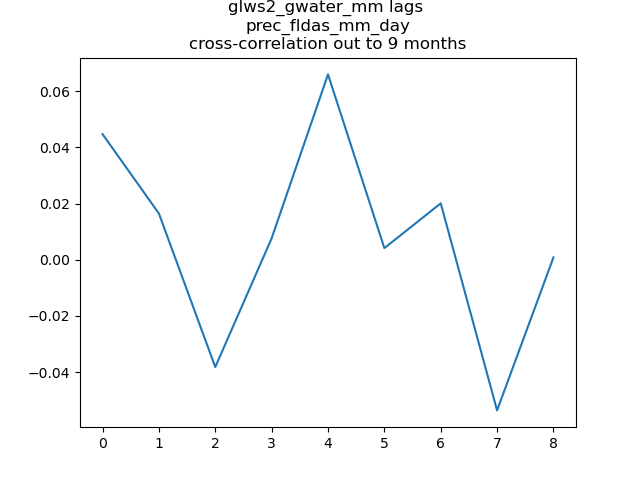 glws2_gwater_mm lags
prec_fldas_mm_day
cross-correlation out to 9 months
0.06
0.04
0.02
0.00
−0.02
−0.04
0 1 2 3 4 5 6 7 8